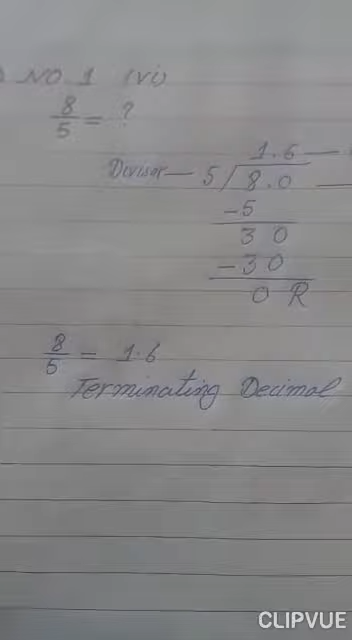 NO 1 (vi)
8/5 = ?
1.6
Divisor — 5 / 8.0
-5
3 0
-3 0
0 R
8/5 = 1.6
Terminating Decimal
CLIPVUE